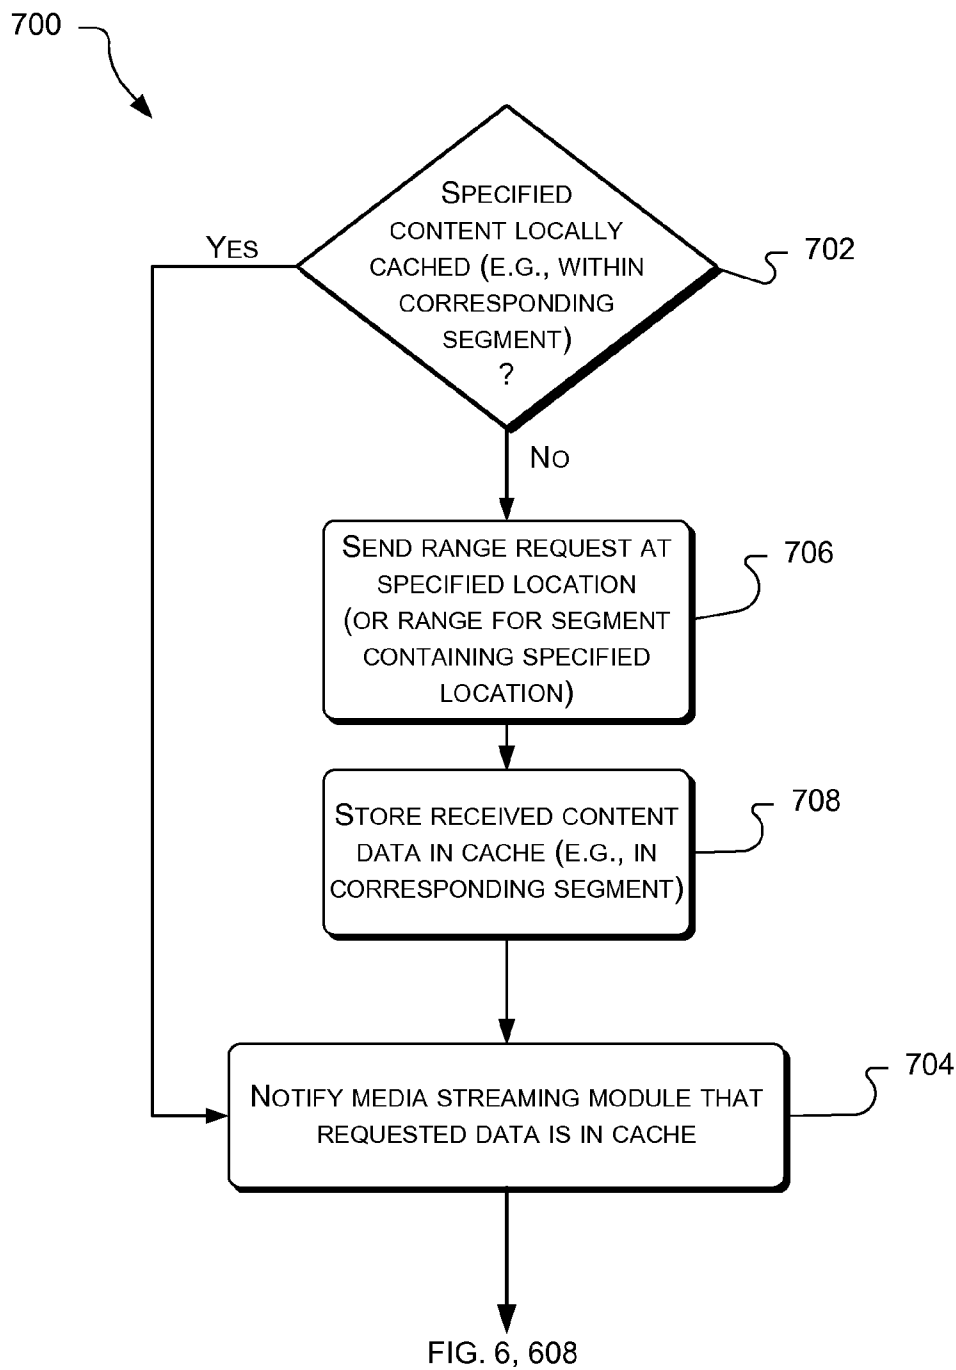 700
SPECIFIED
CONTENT LOCALLY
CACHED (E.G., WITHIN
CORRESPONDING
SEGMENT)
?
702
YES
NO
SEND RANGE REQUEST AT
SPECIFIED LOCATION
(OR RANGE FOR SEGMENT
CONTAINING SPECIFIED
LOCATION)
706
STORE RECEIVED CONTENT
DATA IN CACHE (E.G., IN
CORRESPONDING SEGMENT)
708
NOTIFY MEDIA STREAMING MODULE THAT
REQUESTED DATA IS IN CACHE
704
FIG. 6, 608